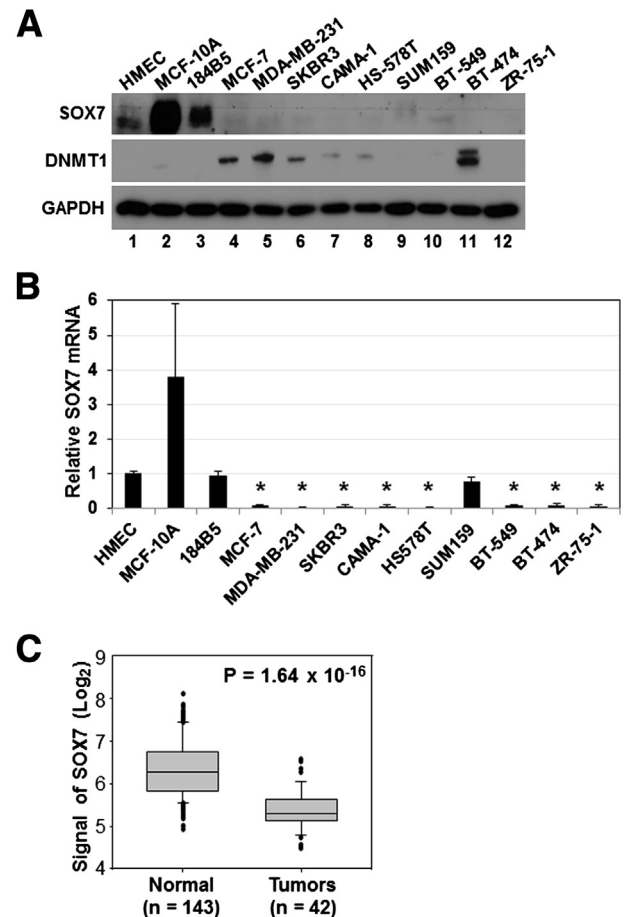 A
HMEC MCF-10A 184B5 MCF-7 MDA-MB-231 SKBR3 CAMA-1 HS-578T SUM159 BT-549 BT-474 ZR-75-1
SOX7
DNMT1
GAPDH
1 2 3 4 5 6 7 8 9 10 11 12
B
Relative SOX7 mRNA
6
5
4
3
2
1
0
* * * * * * * *
HMEC MCF-10A 184B5 MCF-7 MDA-MB-231 SKBR3 CAMA-1 HS578T SUM159 BT-549 BT-474 ZR-75-1
C
Signal of SOX7 (Log2)
9
8
7
6
5
4
P = 1.64 x 10-16
Normal Tumors
(n = 143) (n = 42)